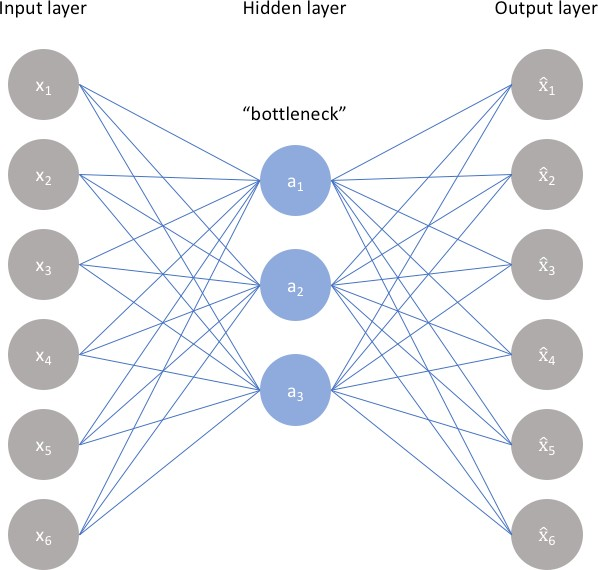 Input layer
Hidden layer
Output layer
“bottleneck”
x₁
x₂
x₃
x₄
x₅
x₆
a₁
a₂
a₃
x̂₁
x̂₂
x̂₃
x̂₄
x̂₅
x̂₆